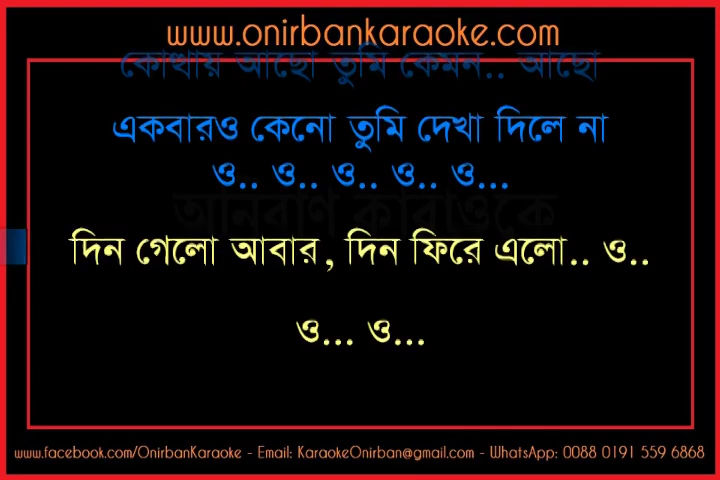 www.onirbankaraoke.com
কোথায় আছো তুমি কেমন.. আছো
একবারও কেনো তুমি দেখা দিলে না
ও.. ও.. ও.. ও.. ও...
অনির্বাণ কারাওকে
দিন গেলো আবার, দিন ফিরে এলো.. ও..
ও... ও...
www.facebook.com/OnirbanKaraoke - Email: KaraokeOnirban@gmail.com - WhatsApp: 0088 0191 559 6868